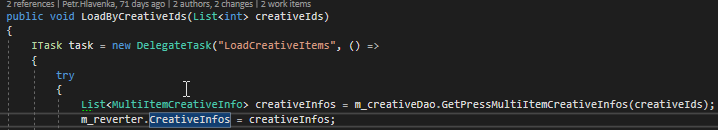 2 references | Petr.Hlavenka, 71 days ago | 2 authors, 2 changes | 2 work items
public void LoadByCreativeIds(List<int> creativeIds)
{
ITask task = new DelegateTask("LoadCreativeItems", () =>
{
try
{
List<MultiItemCreativeInfo> creativeInfos = m_creativeDao.GetPressMultiItemCreativeInfos(creativeIds);
m_reverter.CreativeInfos = creativeInfos;